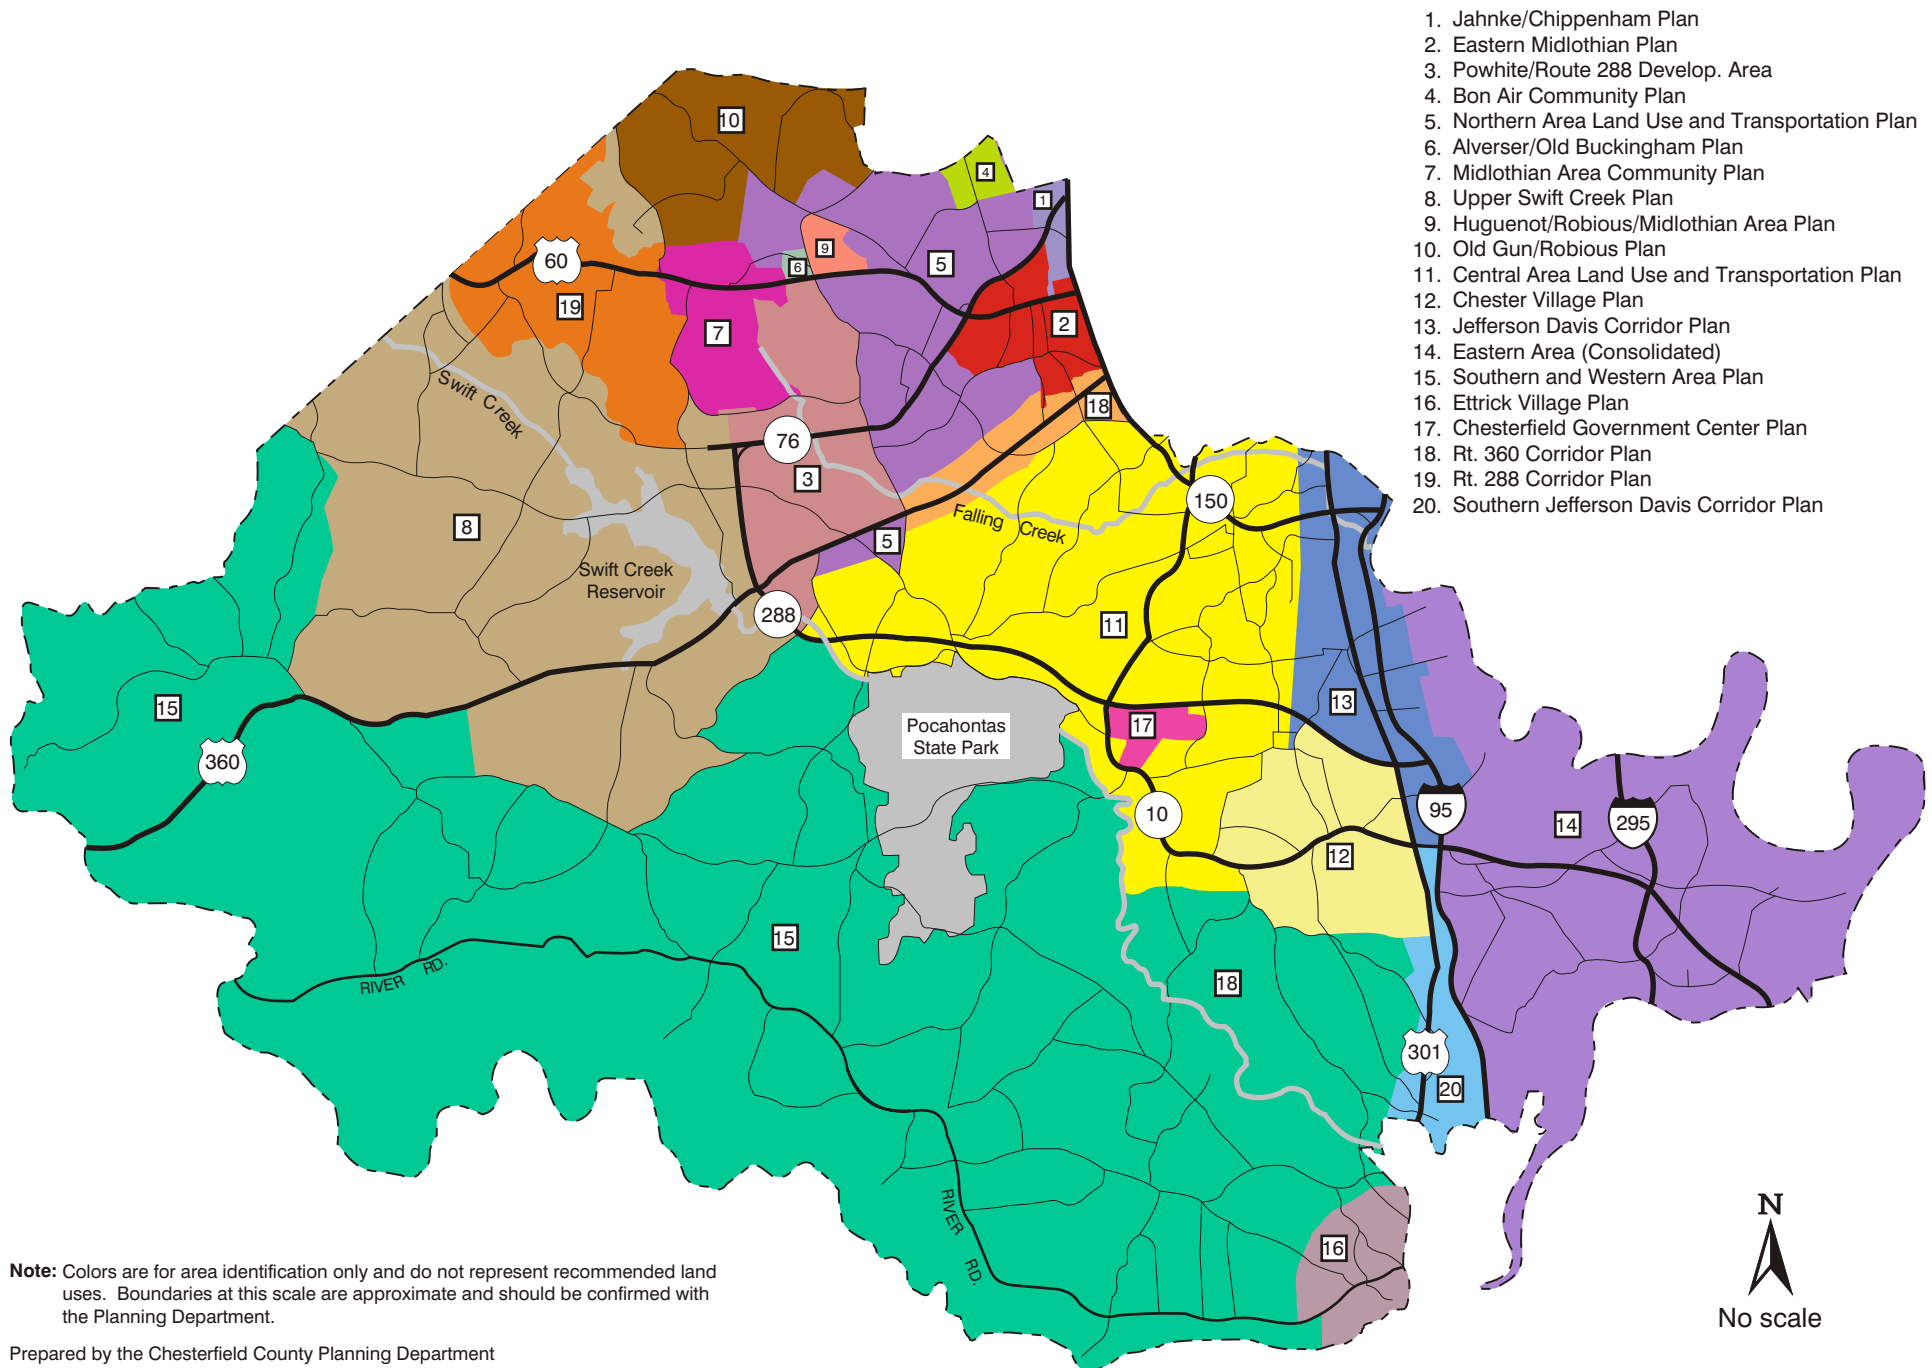 1. Jahnke/Chippenham Plan
2. Eastern Midlothian Plan
3. Powhite/Route 288 Develop. Area
4. Bon Air Community Plan
5. Northern Area Land Use and Transportation Plan
6. Alverser/Old Buckingham Plan
7. Midlothian Area Community Plan
8. Upper Swift Creek Plan
9. Huguenot/Robious/Midlothian Area Plan
10. Old Gun/Robious Plan
11. Central Area Land Use and Transportation Plan
12. Chester Village Plan
13. Jefferson Davis Corridor Plan
14. Eastern Area (Consolidated)
15. Southern and Western Area Plan
16. Ettrick Village Plan
17. Chesterfield Government Center Plan
18. Rt. 360 Corridor Plan
19. Rt. 288 Corridor Plan
20. Southern Jefferson Davis Corridor Plan
10
4
1
9
6
5
60
19
7
2
Swift Creek
18
76
3
8
150
Falling Creek
5
Swift Creek
Reservoir
288
11
15
13
Pocahontas
State Park
17
360
10
95
14
295
12
15
RIVER RD.
18
301
20
RIVER RD.
16
N
No scale
Note: Colors are for area identification only and do not represent recommended land
uses. Boundaries at this scale are approximate and should be confirmed with
the Planning Department.
Prepared by the Chesterfield County Planning Department